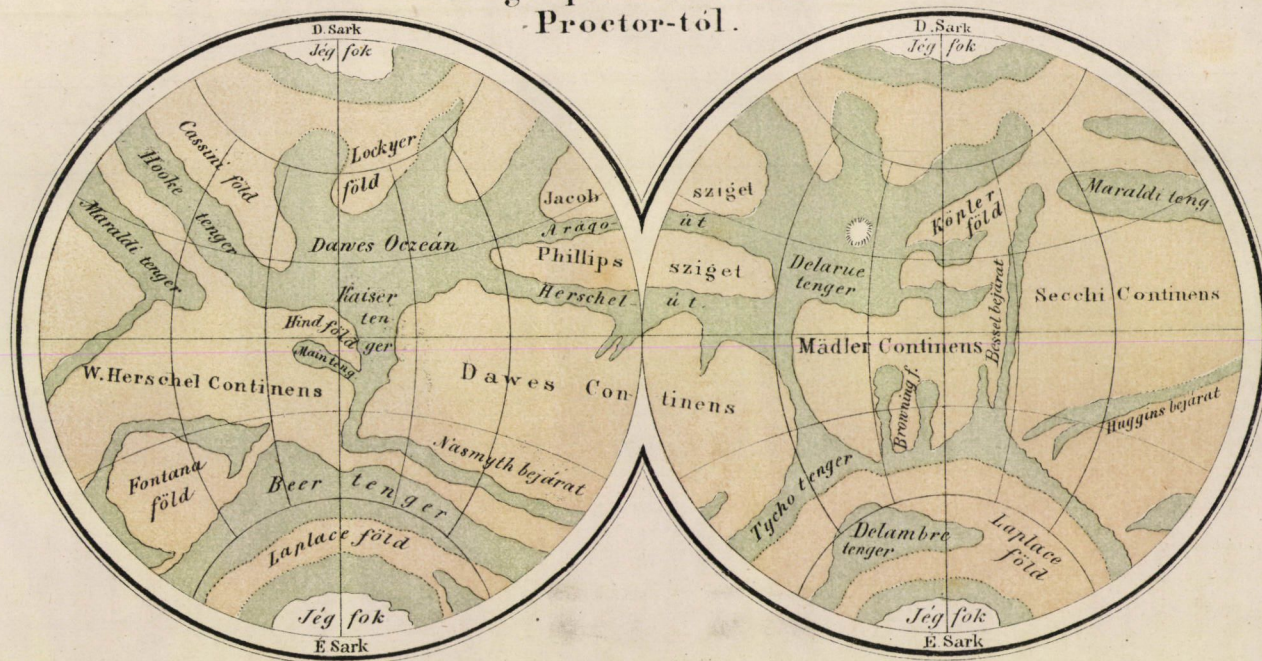 Proctor-tól.
D. Sark
Jég fok
Cassini föld
Hooke tenger
Maraldi tenger
Lockyer föld
Dawes Oczeán
Jacob
Arago
Phillips
Herschel-
Kaiser
ten
ger
Hind föld
Main teng
W. Herschel Continens
Dawes Con-
Fontana
föld
Nasmyth bejárat
Beer tenger
Laplace föld
Jég fok
É Sark
D. Sark
Jég fok
sziget
út
sziget
út.
Delarue
tenger
Köpler
föld
Maraldi teng
Bessel bejárat
Secchi Continens
Mädler Continens
tinens
Browning f.
Huggins bejárat
Tycho tenger
Delambre
tenger
Laplace
föld
Jég fok
E. Sark